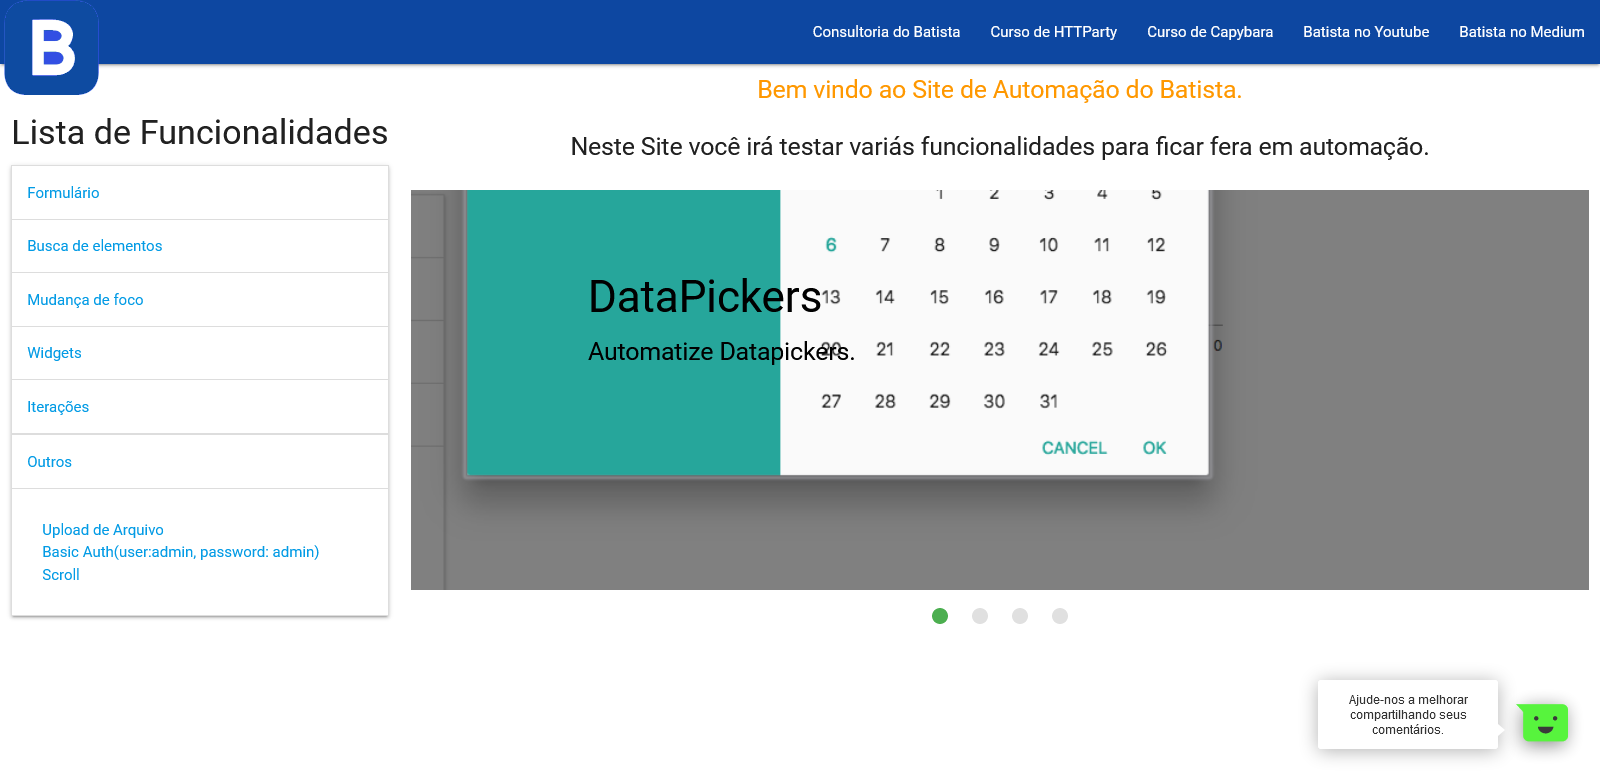 B
Consultoria do Batista
Curso de HTTParty
Curso de Capybara
Batista no Youtube
Batista no Medium
Lista de Funcionalidades
Formulário
Busca de elementos
Mudança de foco
Widgets
Iterações
Outros
Upload de Arquivo
Basic Auth(user:admin, password: admin)
Scroll
Bem vindo ao Site de Automação do Batista.
Neste Site você irá testar variás funcionalidades para ficar fera em automação.
1 2 3 4 5
6 7 8 9 10 11 12
DataPickers
13 14 15 16 17 18 19
Automatize Datapickers.
20 21 22 23 24 25 26
0
27 28 29 30 31
CANCEL OK
Ajude-nos a melhorar
compartilhando seus
comentários.